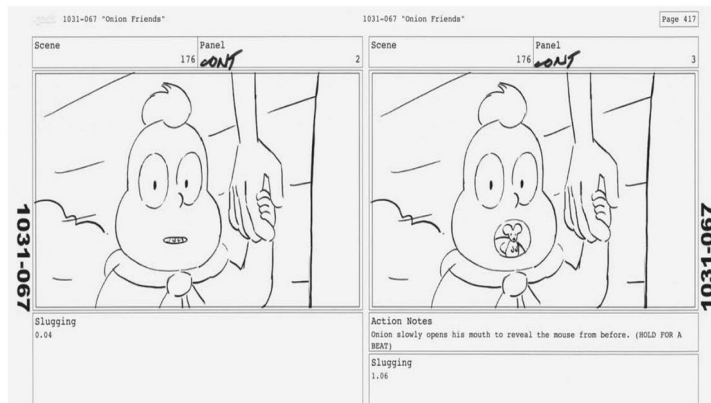 1031-067 "Onion Friends"
1031-067 "Onion Friends"
Page 417
Scene
176
Panel
CONT
2
Scene
176
Panel
CONT
3
1031-067
1031-067
Slugging
0.04
Action Notes
Onion slowly opens his mouth to reveal the mouse from before. (HOLD FOR A
BEAT)
Slugging
1.06